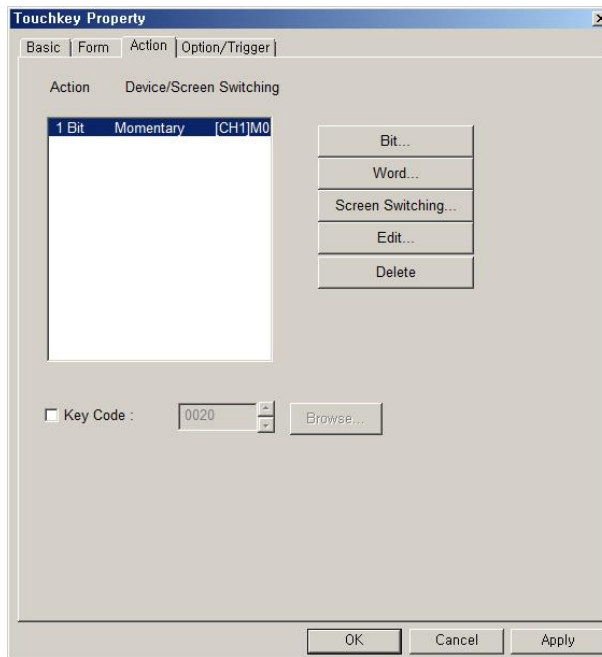 Touchkey Property
Basic Form Action Option/Trigger
Action Device/Screen Switching
1 Bit Momentary [CH1]M0
Bit...
Word...
Screen Switching...
Edit...
Delete
Key Code : 0020 Browse...
OK Cancel Apply